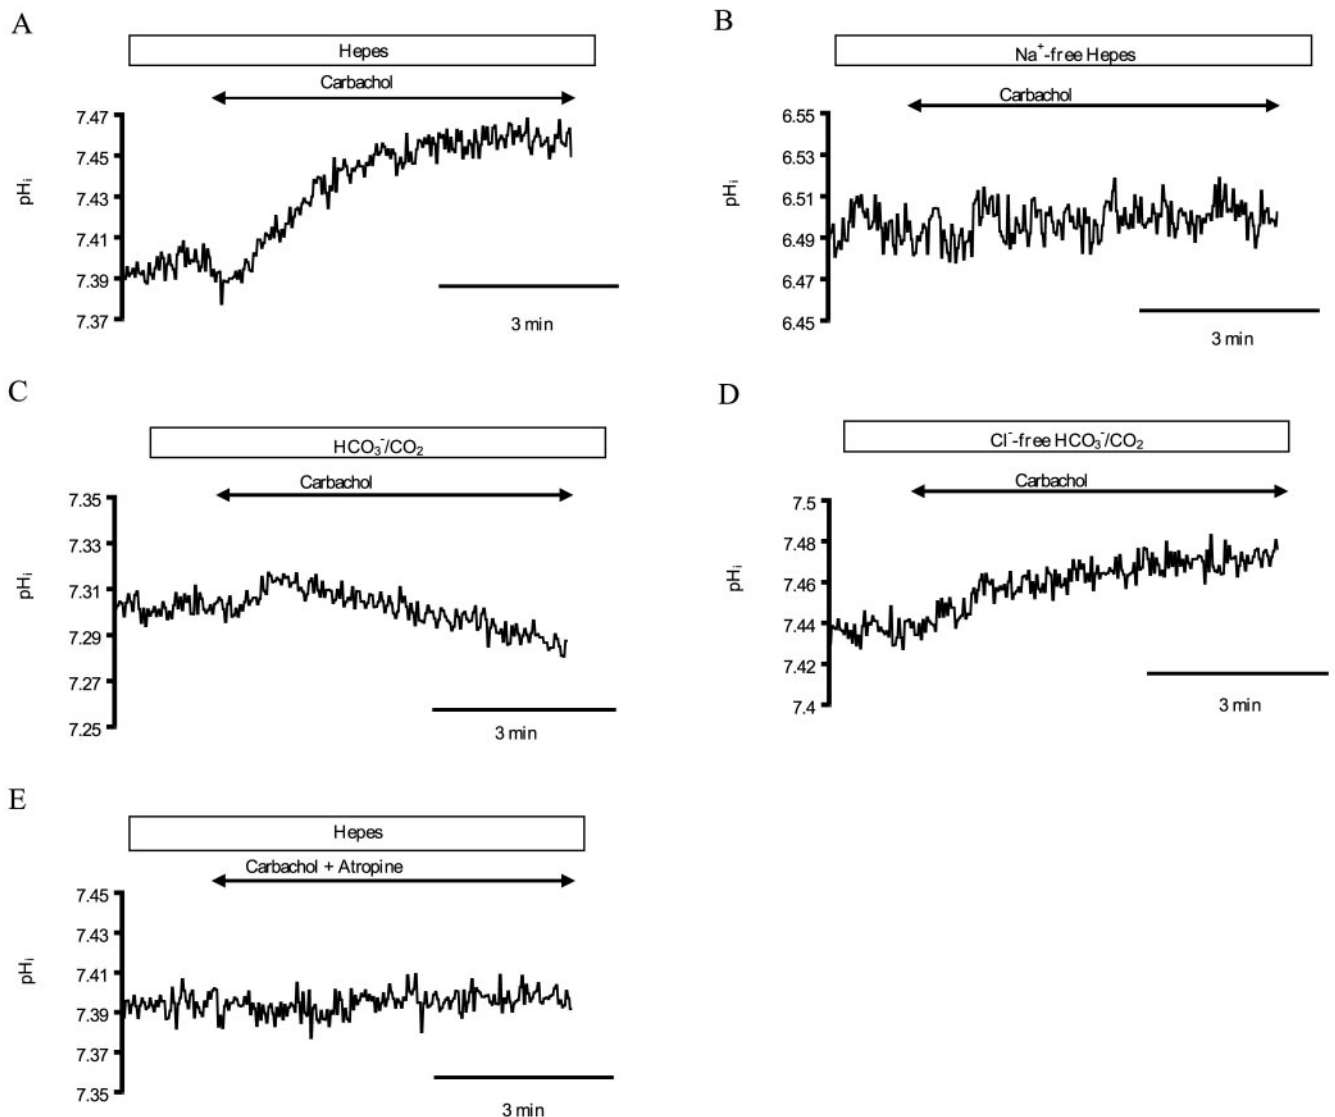 A
Hepes
Carbachol
7.47
7.45
7.43
7.41
7.39
7.37
pHi
3 min
B
Na+-free Hepes
Carbachol
6.55
6.53
6.51
6.49
6.47
6.45
pHi
3 min
C
HCO3-/CO2
Carbachol
7.35
7.33
7.31
7.29
7.27
7.25
pHi
3 min
D
Cl--free HCO3-/CO2
Carbachol
7.5
7.48
7.46
7.44
7.42
7.4
pHi
3 min
E
Hepes
Carbachol + Atropine
7.45
7.43
7.41
7.39
7.37
7.35
pHi
3 min